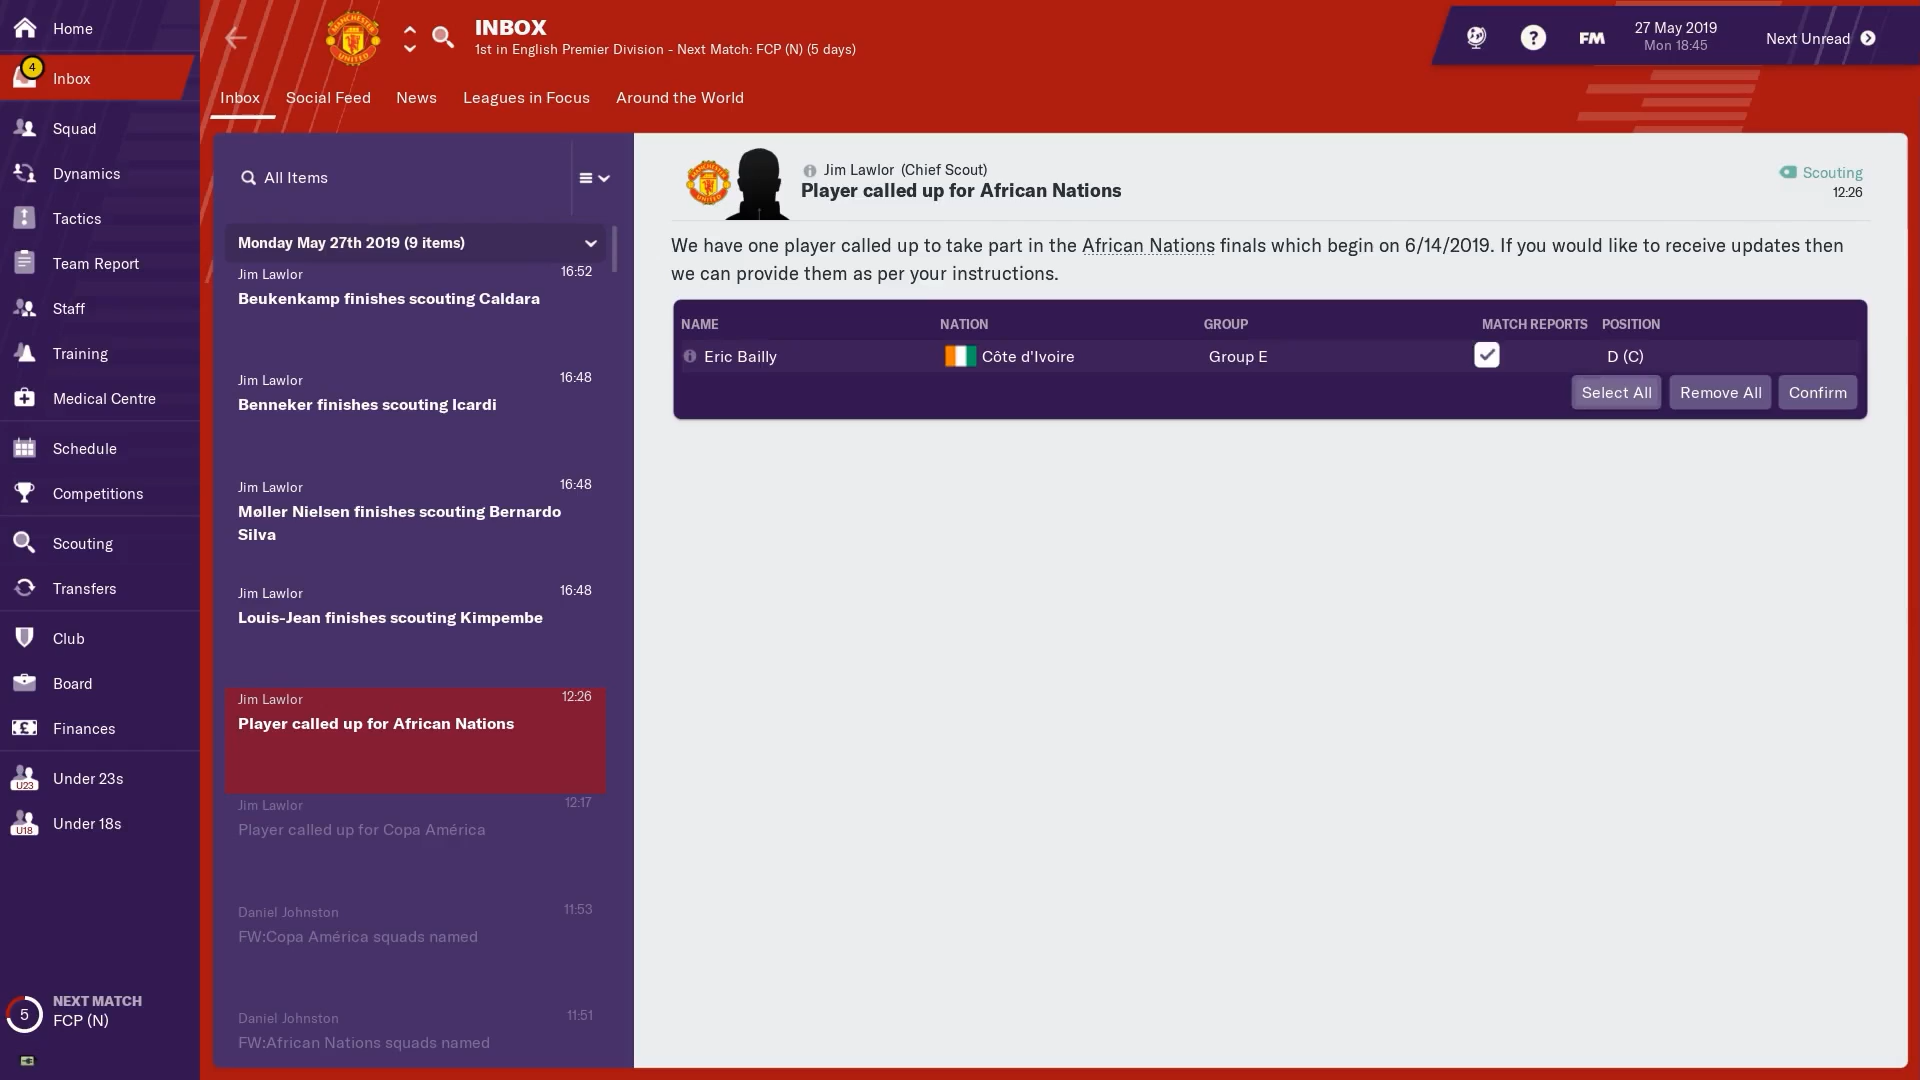 Home
4
Inbox
Squad
Dynamics
Tactics
Team Report
Staff
Training
Medical Centre
Schedule
Competitions
Scouting
Transfers
Club
Board
Finances
U23
Under 23s
U18
Under 18s
5
NEXT MATCH
FCP (N)
INBOX
1st in English Premier Division - Next Match: FCP (N) (5 days)
?
FM
27 May 2019
Mon 18:45
Next Unread
Inbox
Social Feed
News
Leagues in Focus
Around the World
All Items
Monday May 27th 2019 (9 items)
Jim Lawlor
16:52
Beukenkamp finishes scouting Caldara
Jim Lawlor
16:48
Benneker finishes scouting Icardi
Jim Lawlor
16:48
Møller Nielsen finishes scouting Bernardo
Silva
Jim Lawlor
16:48
Louis-Jean finishes scouting Kimpembe
Jim Lawlor
12:26
Player called up for African Nations
Jim Lawlor
12:17
Player called up for Copa América
Daniel Johnston
11:53
FW:Copa América squads named
Daniel Johnston
11:51
FW:African Nations squads named
Jim Lawlor (Chief Scout)
Player called up for African Nations
Scouting
12:26
We have one player called up to take part in the African Nations finals which begin on 6/14/2019. If you would like to receive updates then
we can provide them as per your instructions.
NAME NATION GROUP MATCH REPORTS POSITION
Eric Bailly Côte d'Ivoire Group E D (C)
Select All Remove All Confirm